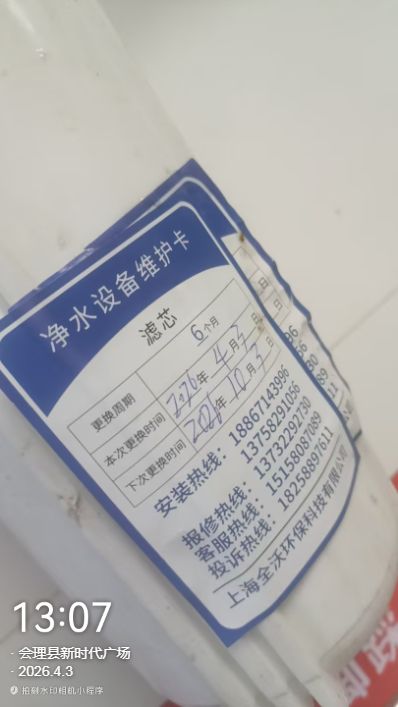 净水设备维护卡
滤芯
更换周期 6个月
本次更换时间 2026年 4月 3日
下次更换时间 2026年 10月 3日
安装热线: 18867143996
13758291056
报修热线: 13732292730
客服热线: 15158087089
投诉热线: 18258897611
上海全沃环保科技有限公司
13:07
· 会理县新时代广场
· 2026.4.3
拍刻水印相机小程序